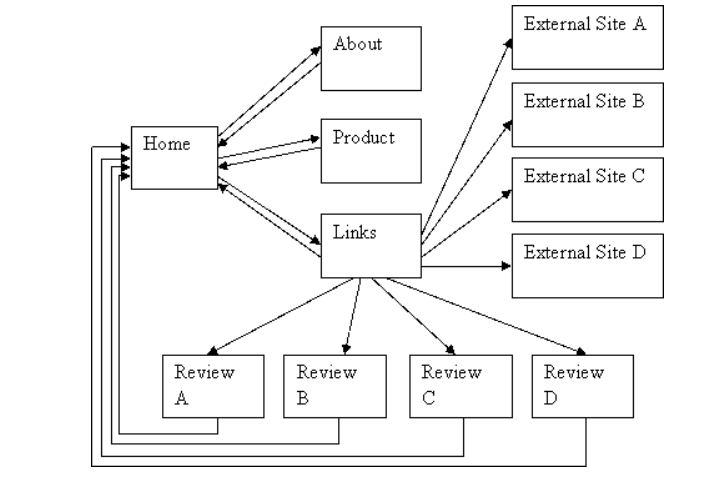 About
External Site A
External Site B
Home
Product
External Site C
Links
External Site D
Review
A
Review
B
Review
C
Review
D